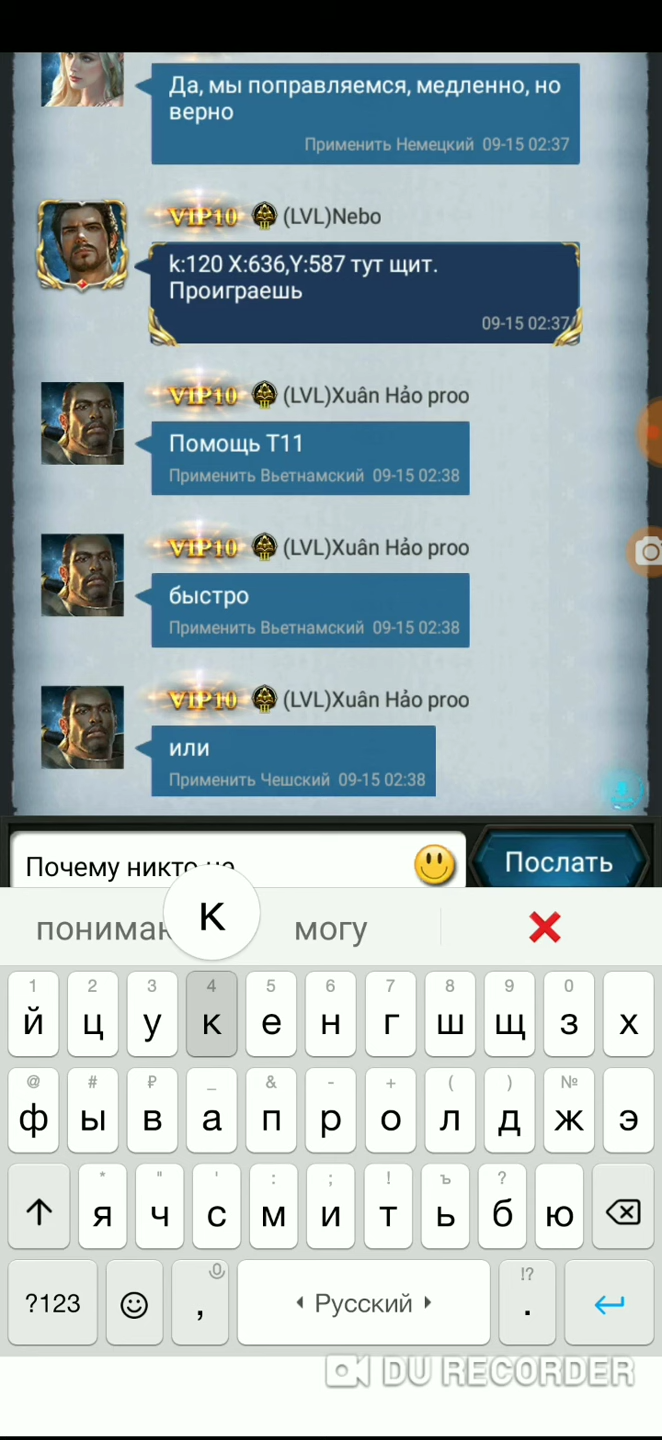 Да, мы поправляемся, медленно, но
верно
Применить Немецкий 09-15 02:37
VIP10 (LVL)Nebo
k:120 X:636,Y:587 тут щит.
Проиграешь
09-15 02:37
VIP10 (LVL)Xuân Hảo proo
Помощь Т11
Применить Вьетнамский 09-15 02:38
VIP10 (LVL)Xuân Hảo proo
быстро
Применить Вьетнамский 09-15 02:38
VIP10 (LVL)Xuân Hảo proo
или
Применить Чешский 09-15 02:38
Почему никто не
Послать
понимаю
К
могу
1 2 3 4 5 6 7 8 9 0
й ц у к е н г ш щ з х
@ # ₽ _ & - + ( ) №
ф ы в а п р о л д ж э
* " ' : ; ! ъ ?
я ч с м и т ь б ю
!?
?123 , Русский .
DU RECORDER